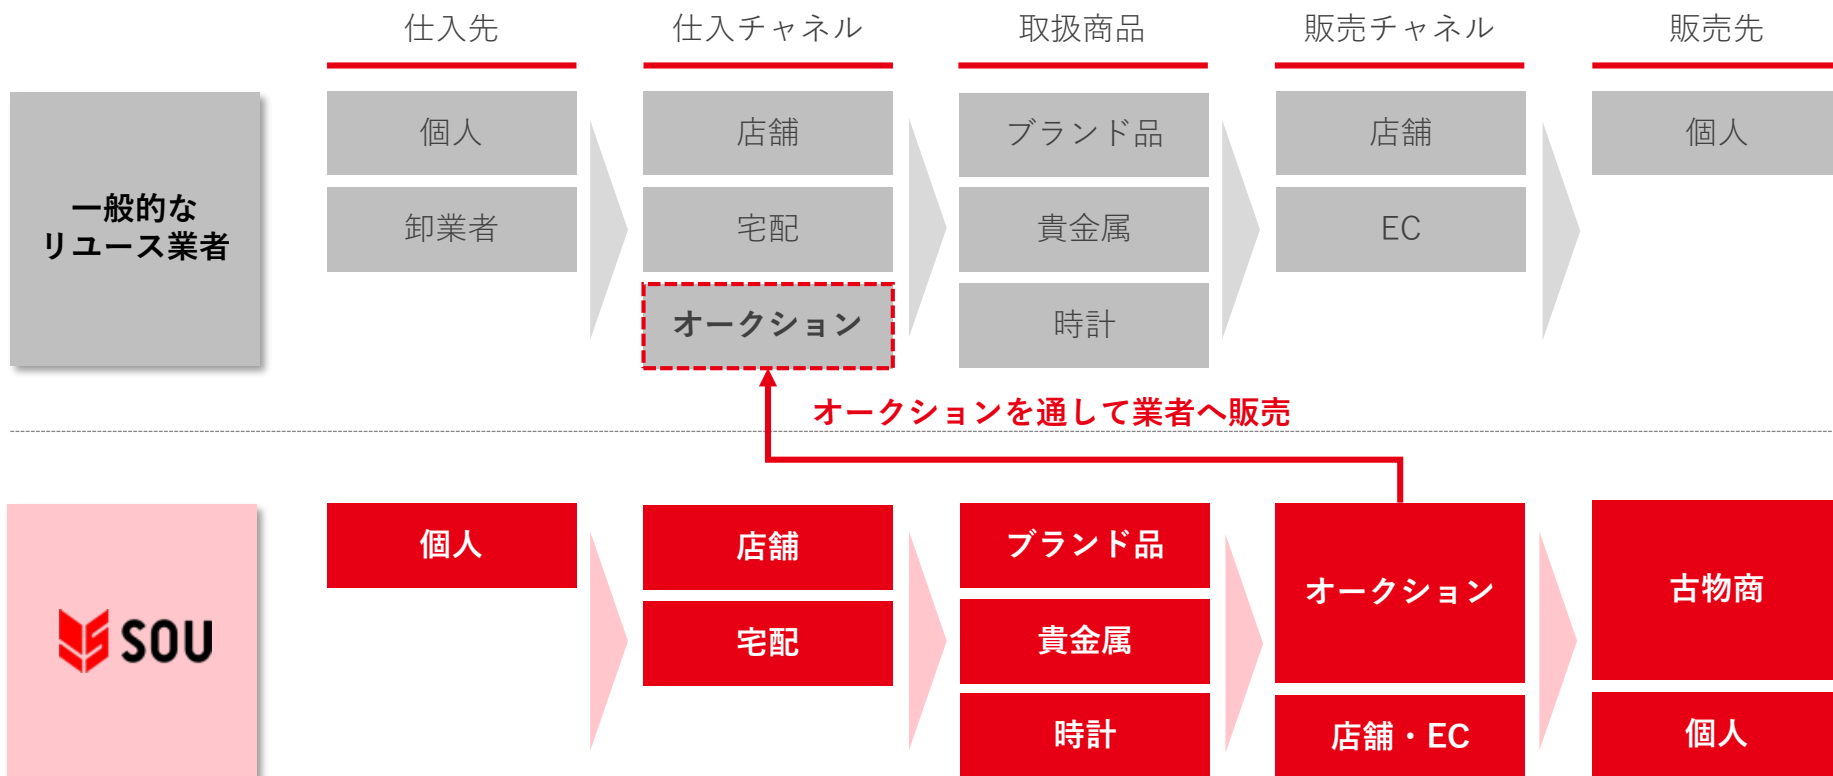 仕入先
仕入チャネル
取扱商品
販売チャネル
販売先
一般的な
リユース業者
個人
店舗
ブランド品
店舗
個人
卸業者
宅配
貴金属
EC
オークション
時計
オークションを通して業者へ販売
SOU
個人
店舗
ブランド品
オークション
古物商
宅配
貴金属
時計
店舗・EC
個人